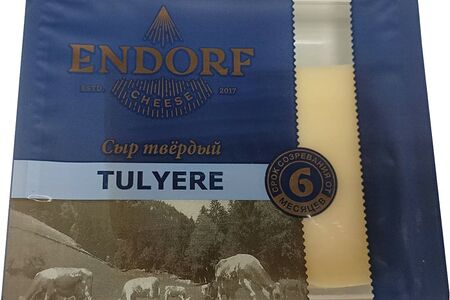 ENDORF
ESTD. 2017
CHEESE
Сыр твёрдый
TULYERE
СРОК СОЗРЕВАНИЯ ОТ
6
МЕСЯЦЕВ